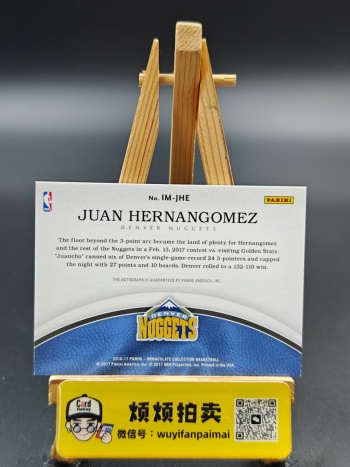 No. IM-JHE
PANINI
JUAN HERNANGOMEZ
DENVER NUGGETS
The floor beyond the 3-point arc became the land of plenty for Hernangomez
and the rest of the Nuggets in a Feb. 13, 2017 contest vs. visiting Golden State.
"Juancho" canned six of Denver's single-game-record 24 3-pointers and capped
the night with 27 points and 10 boards. Denver rolled to a 132-110 win.
THE AUTOGRAPH IS GUARANTEED BY PANINI AMERICA, INC.
DENVER
NUGGETS
2016-17 PANINI - IMMACULATE COLLECTION BASKETBALL
© 2017 Panini America, Inc. © 2017 NBA Properties, Inc. Printed in the USA.
Card
Hobby
烦烦拍卖
微信号：wuyifanpaimai